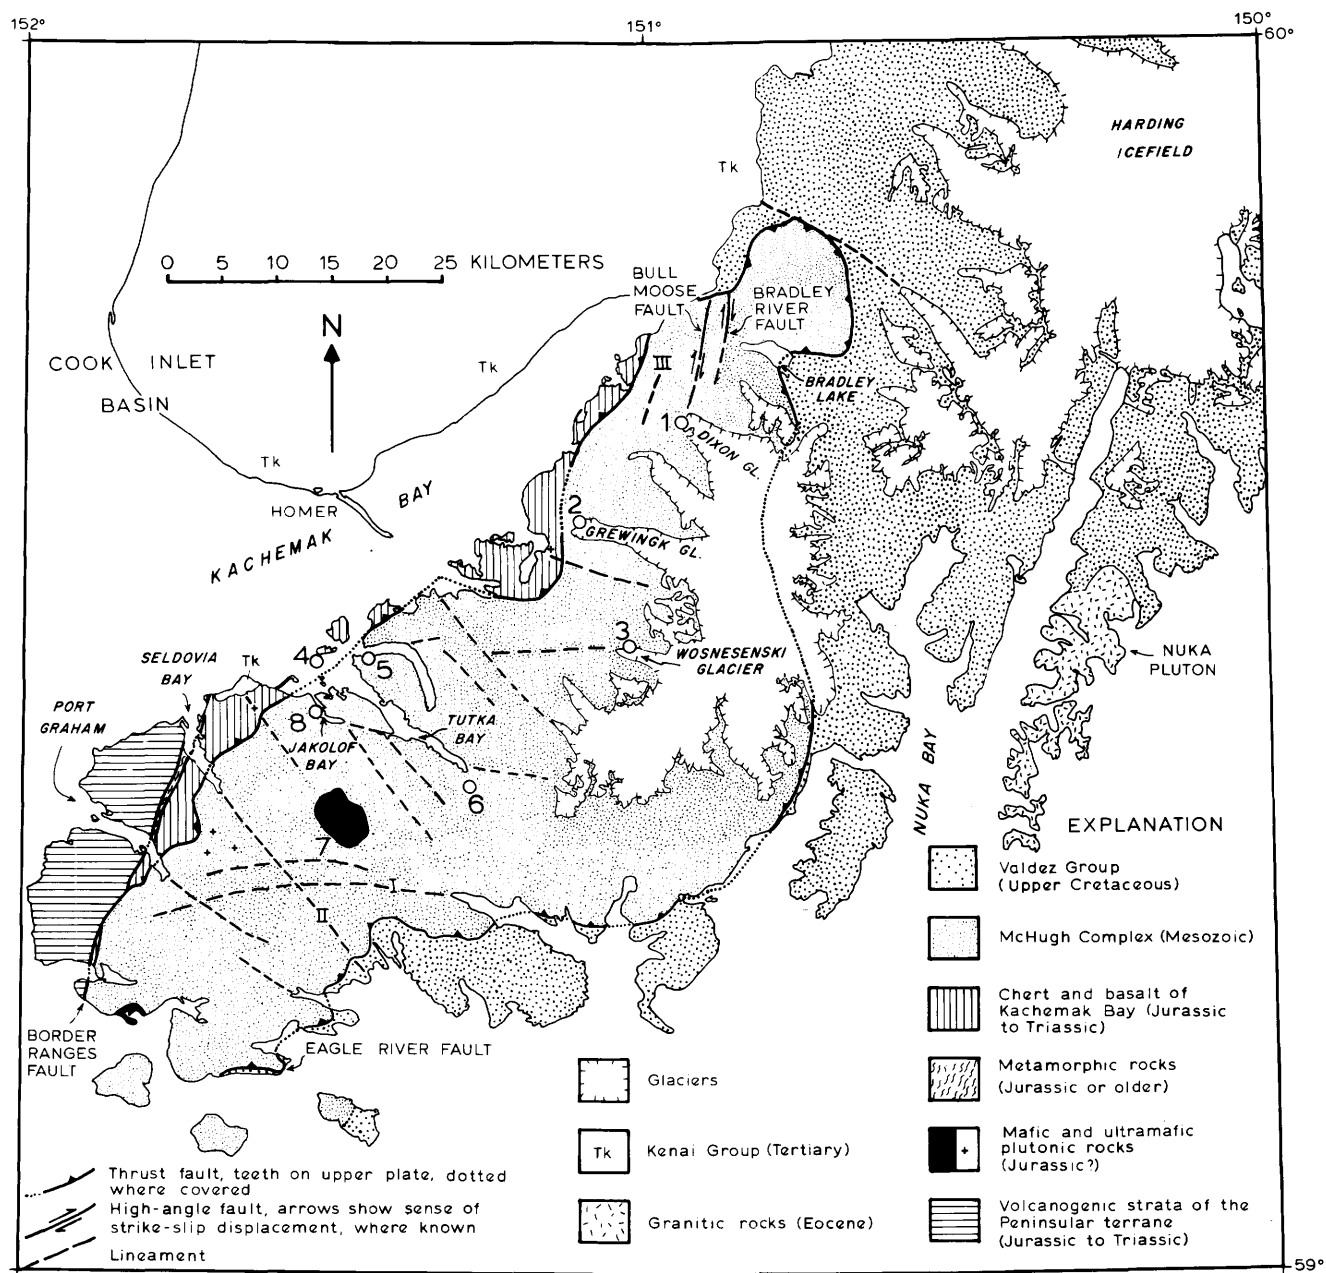 152°
151°
150°
60°
HARDING
ICEFIELD
Tk
0 5 10 15 20 25 KILOMETERS
BULL
MOOSE
FAULT
BRADLEY
RIVER
FAULT
N
COOK INLET
BASIN
Tk
III
BRADLEY
LAKE
1
DIXON GL.
Tk
HOMER
KACHEMAK BAY
2
GREWINGK GL.
3
WOSNESENSKI
GLACIER
4
5
SELDOVIA
BAY
Tk
NUKA
PLUTON
PORT
GRAHAM
8
JAKOLOF
BAY
TUTKA
BAY
6
NUKA BAY
7
I
II
BORDER
RANGES
FAULT
EAGLE RIVER FAULT
EXPLANATION
Valdez Group
(Upper Cretaceous)
McHugh Complex (Mesozoic)
Chert and basalt of
Kachemak Bay (Jurassic
to Triassic)
Metamorphic rocks
(Jurassic or older)
Mafic and ultramafic
plutonic rocks
(Jurassic?)
Volcanogenic strata of the
Peninsular terrane
(Jurassic to Triassic)
Glaciers
Tk
Kenai Group (Tertiary)
Granitic rocks (Eocene)
Thrust fault, teeth on upper plate, dotted
where covered
High-angle fault, arrows show sense of
strike-slip displacement, where known
Lineament
59°